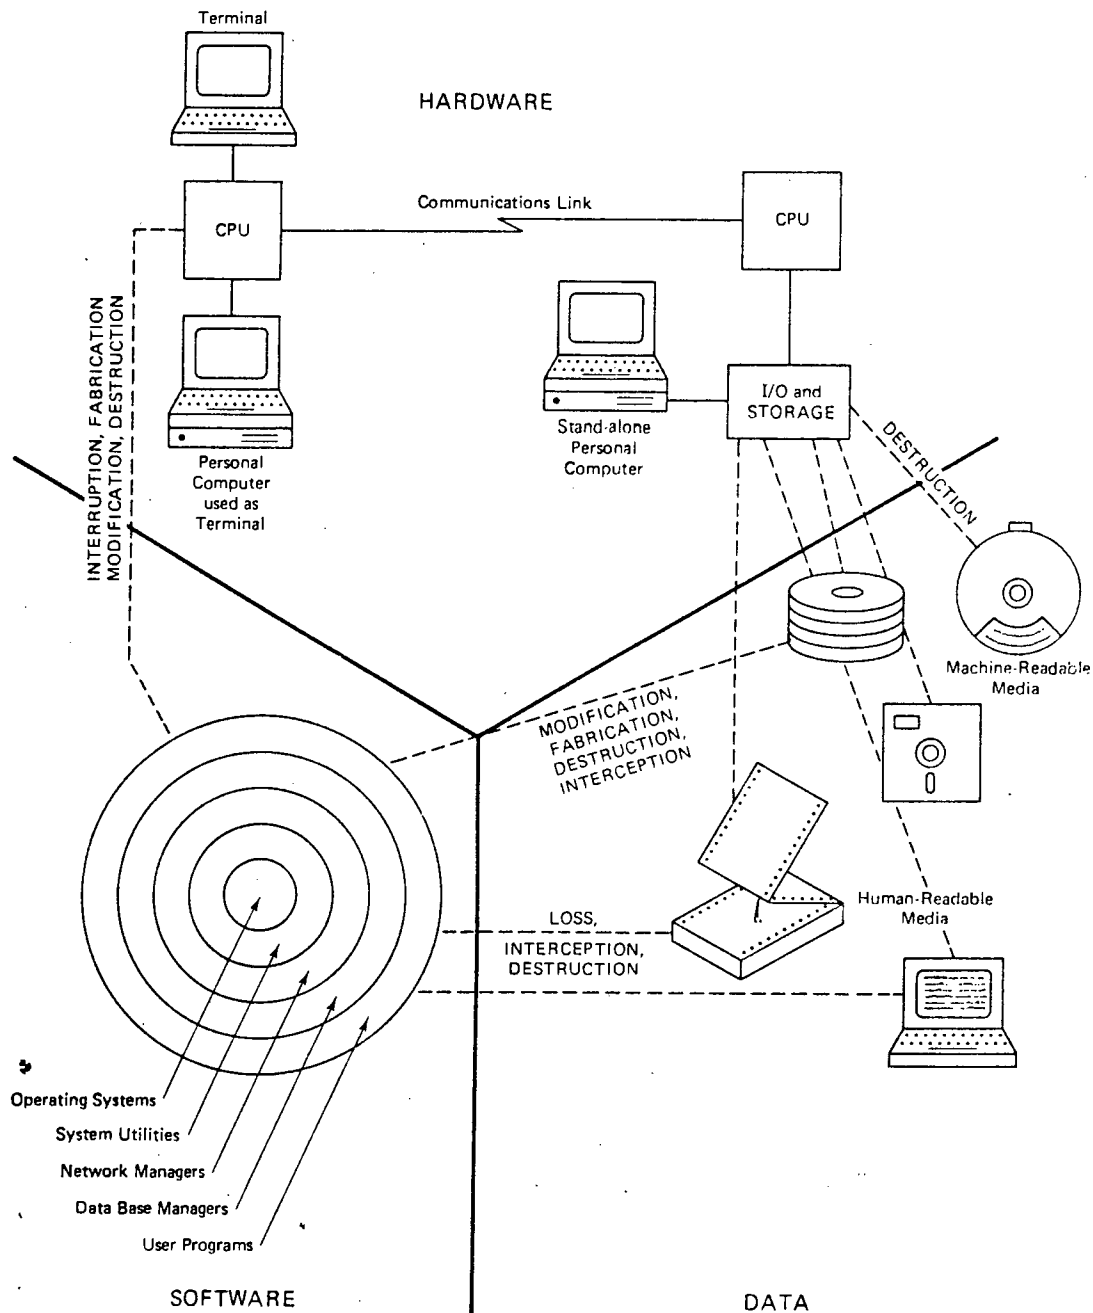 Terminal
HARDWARE
Communications Link
CPU
CPU
INTERRUPTION, FABRICATION
MODIFICATION, DESTRUCTION
I/O and
STORAGE
Stand-alone
Personal
Computer
DESTRUCTION
Personal
Computer
used as
Terminal
Machine-Readable
Media
MODIFICATION,
FABRICATION,
DESTRUCTION,
INTERCEPTION
Human-Readable
Media
LOSS,
INTERCEPTION,
DESTRUCTION
Operating Systems
System Utilities
Network Managers
Data Base Managers
User Programs
SOFTWARE
DATA